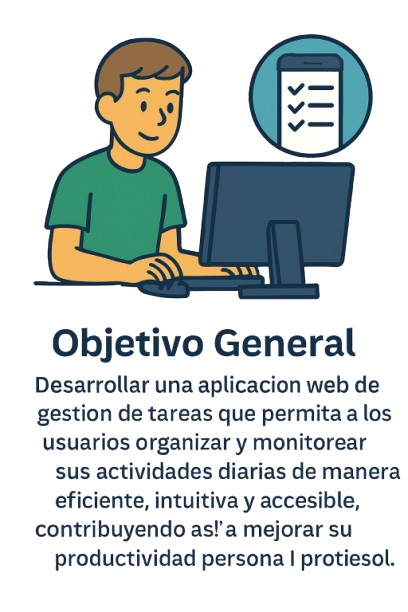 Objetivo General
Desarrollar una aplicacion web de
gestion de tareas que permita a los
usuarios organizar y monitorear
sus actividades diarias de manera
eficiente, intuitiva y accesible,
contribuyendo as!’a mejorar su
productividad persona l protiesol.